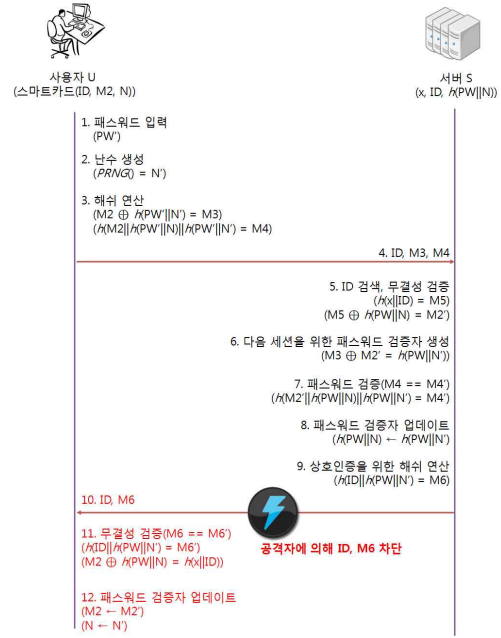 사용자 U
(스마트카드(ID, M2, N))
서버 S
(x, ID, h(PW||N))
1. 패스워드 입력
(PW')
2. 난수 생성
(PRNG() = N')
3. 해쉬 연산
(M2 ⊕ h(PW'||N') = M3)
(h(M2||h(PW'||N)||h(PW'||N') = M4)
4. ID, M3, M4
5. ID 검색, 무결성 검증
(h(x||ID) = M5)
(M5 ⊕ h(PW||N) = M2')
6. 다음 세션을 위한 패스워드 검증자 생성
(M3 ⊕ M2' = h(PW||N'))
7. 패스워드 검증(M4 == M4')
(h(M2'||h(PW||N)||h(PW||N') = M4')
8. 패스워드 검증자 업데이트
(h(PW||N) ← h(PW||N')
9. 상호인증을 위한 해쉬 연산
(h(ID||h(PW||N') = M6)
10. ID, M6
공격자에 의해 ID, M6 차단
11. 무결성 검증(M6 == M6')
(h(ID||h(PW||N') = M6')
(M2 ⊕ h(PW||N) = h(x||ID))
12. 패스워드 검증자 업데이트
(M2 ← M2')
(N ← N')